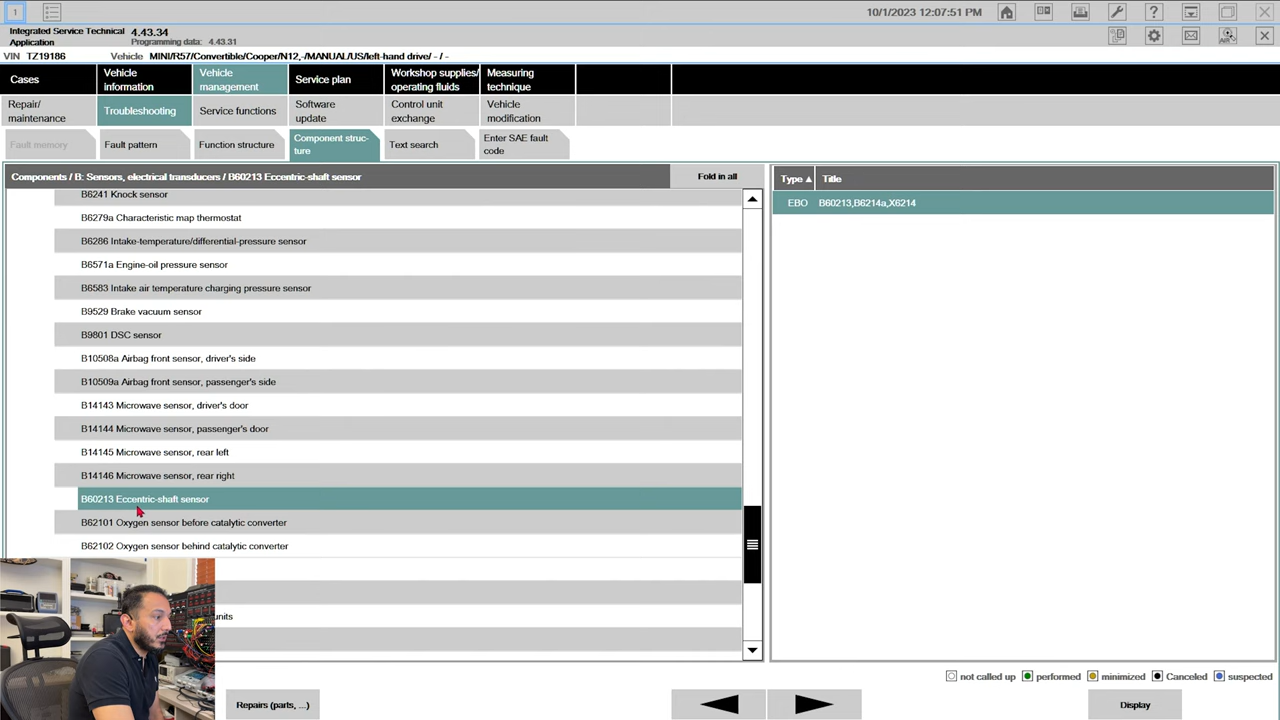 1
10/1/2023 12:07:51 PM
Integrated Service Technical
Application
4.43.34
Programming data: 4.43.31
VIN TZ19186 Vehicle MINI/R57/Convertible/Cooper/N12,-/MANUAL/US/left-hand drive/ - / -
Cases
Vehicle
information
Vehicle
management
Service plan
Workshop supplies/
operating fluids
Measuring
technique
Repair/
maintenance
Troubleshooting
Service functions
Software
update
Control unit
exchange
Vehicle
modification
Fault memory
Fault pattern
Function structure
Component struc-
ture
Text search
Enter SAE fault
code
Components / B: Sensors, electrical transducers / B60213 Eccentric-shaft sensor
Fold in all
Type ▲ Title
EBO B60213,B6214a,X6214
B6241 Knock sensor
B6279a Characteristic map thermostat
B6286 Intake-temperature/differential-pressure sensor
B6571a Engine-oil pressure sensor
B6583 Intake air temperature charging pressure sensor
B9529 Brake vacuum sensor
B9801 DSC sensor
B10508a Airbag front sensor, driver's side
B10509a Airbag front sensor, passenger's side
B14143 Microwave sensor, driver's door
B14144 Microwave sensor, passenger's door
B14145 Microwave sensor, rear left
B14146 Microwave sensor, rear right
B60213 Eccentric-shaft sensor
B62101 Oxygen sensor before catalytic converter
B62102 Oxygen sensor behind catalytic converter
units
not called up performed minimized Canceled suspected
Repairs (parts, ...)
Display